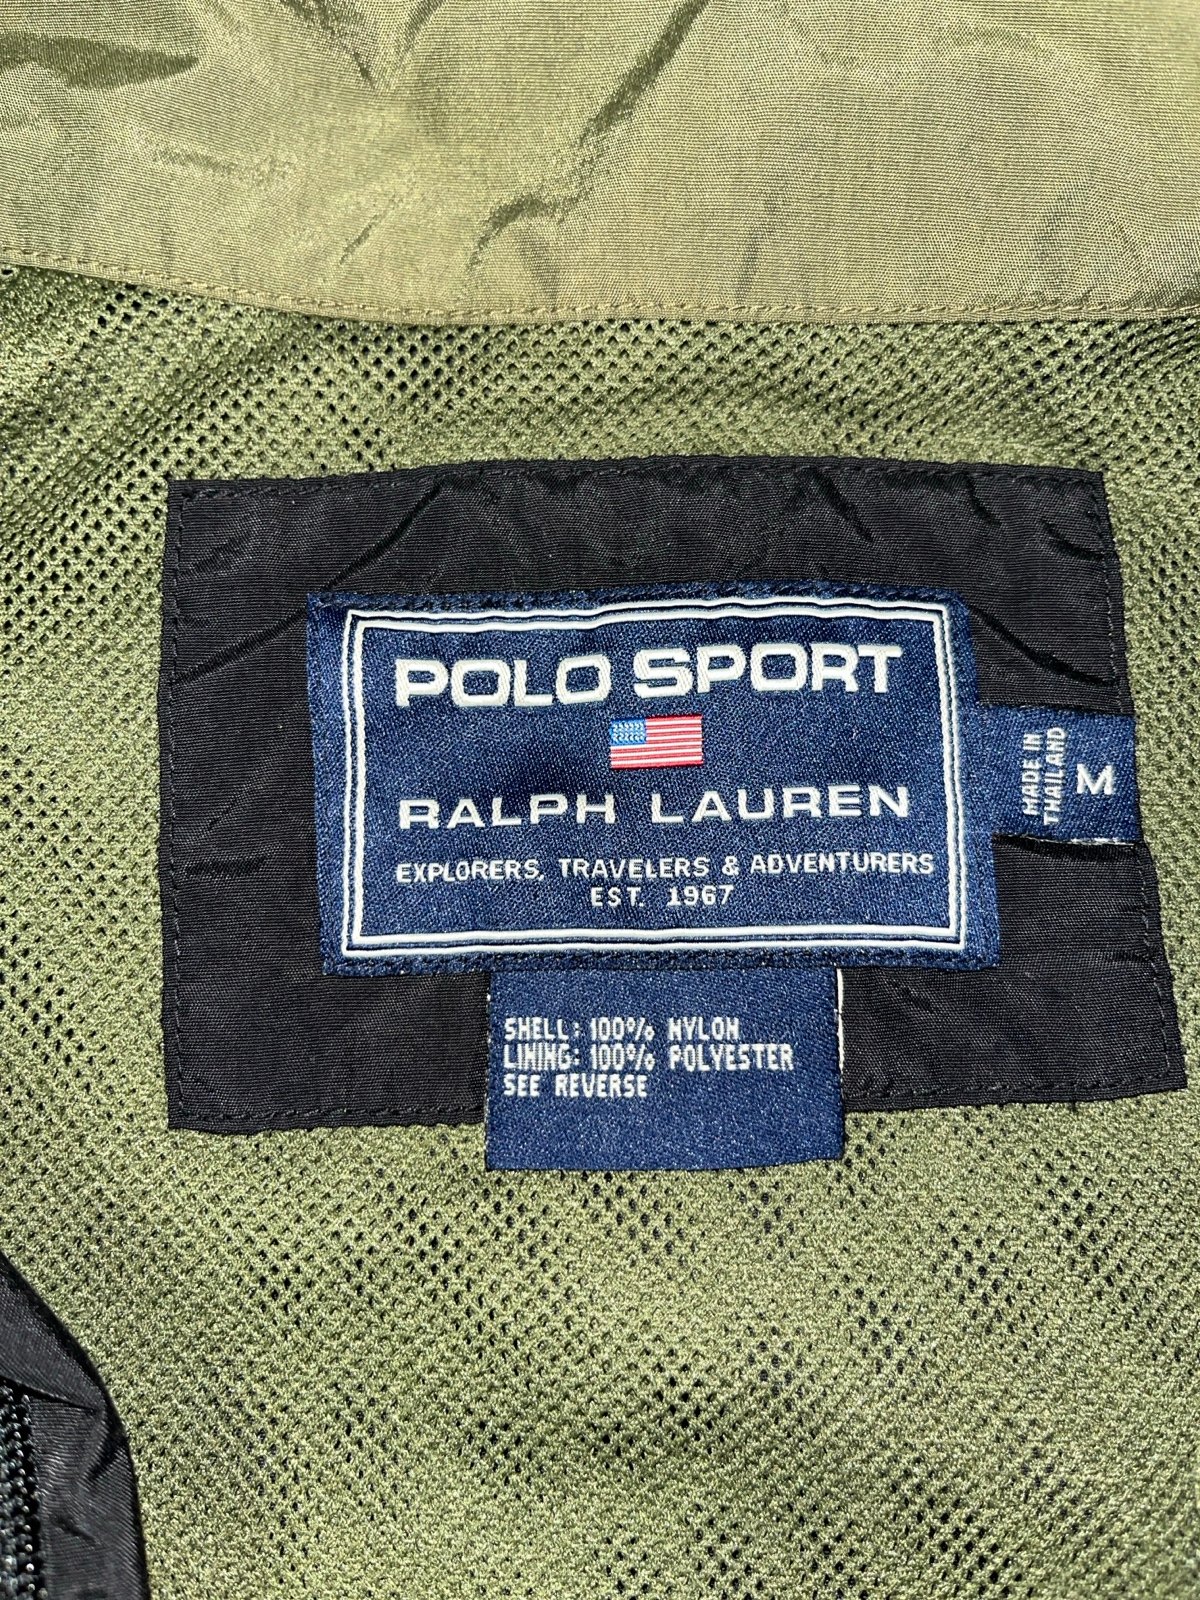 POLO SPORT
RALPH LAUREN
EXPLORERS, TRAVELERS & ADVENTURERS
EST. 1967
MADE IN
THAILAND
M
SHELL: 100% NYLON
LINING: 100% POLYESTER
SEE REVERSE